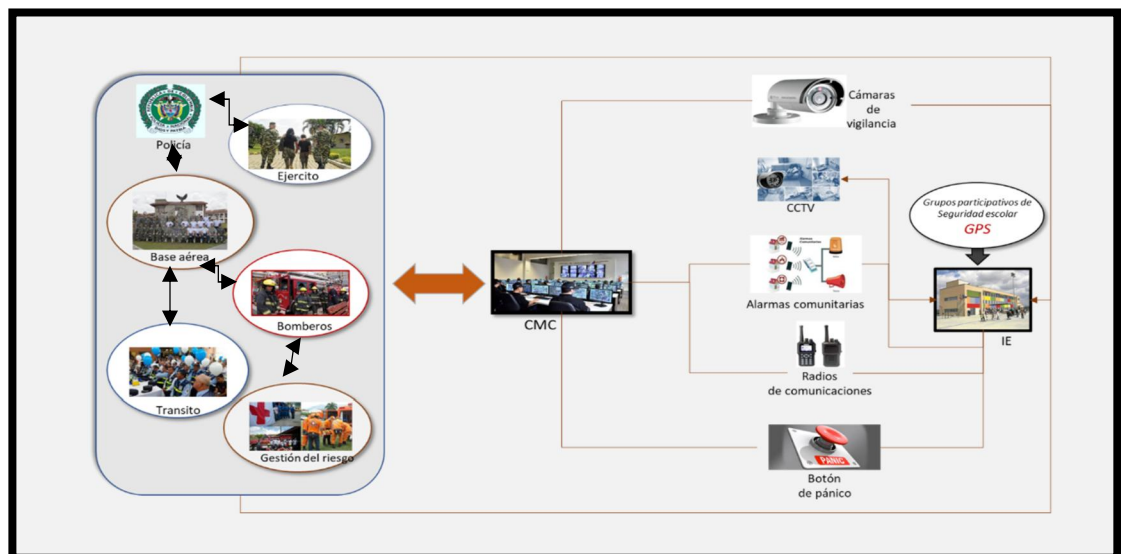 Policía
Ejercito
Base aérea
Bomberos
Transito
Gestión del riesgo
CMC
Cámaras
de
vigilancia
CCTV
Alarmas comunitarias
Radios
de comunicaciones
PANIC
Botón
de pánico
Grupos participativos de
Seguridad escolar
GPS
IE